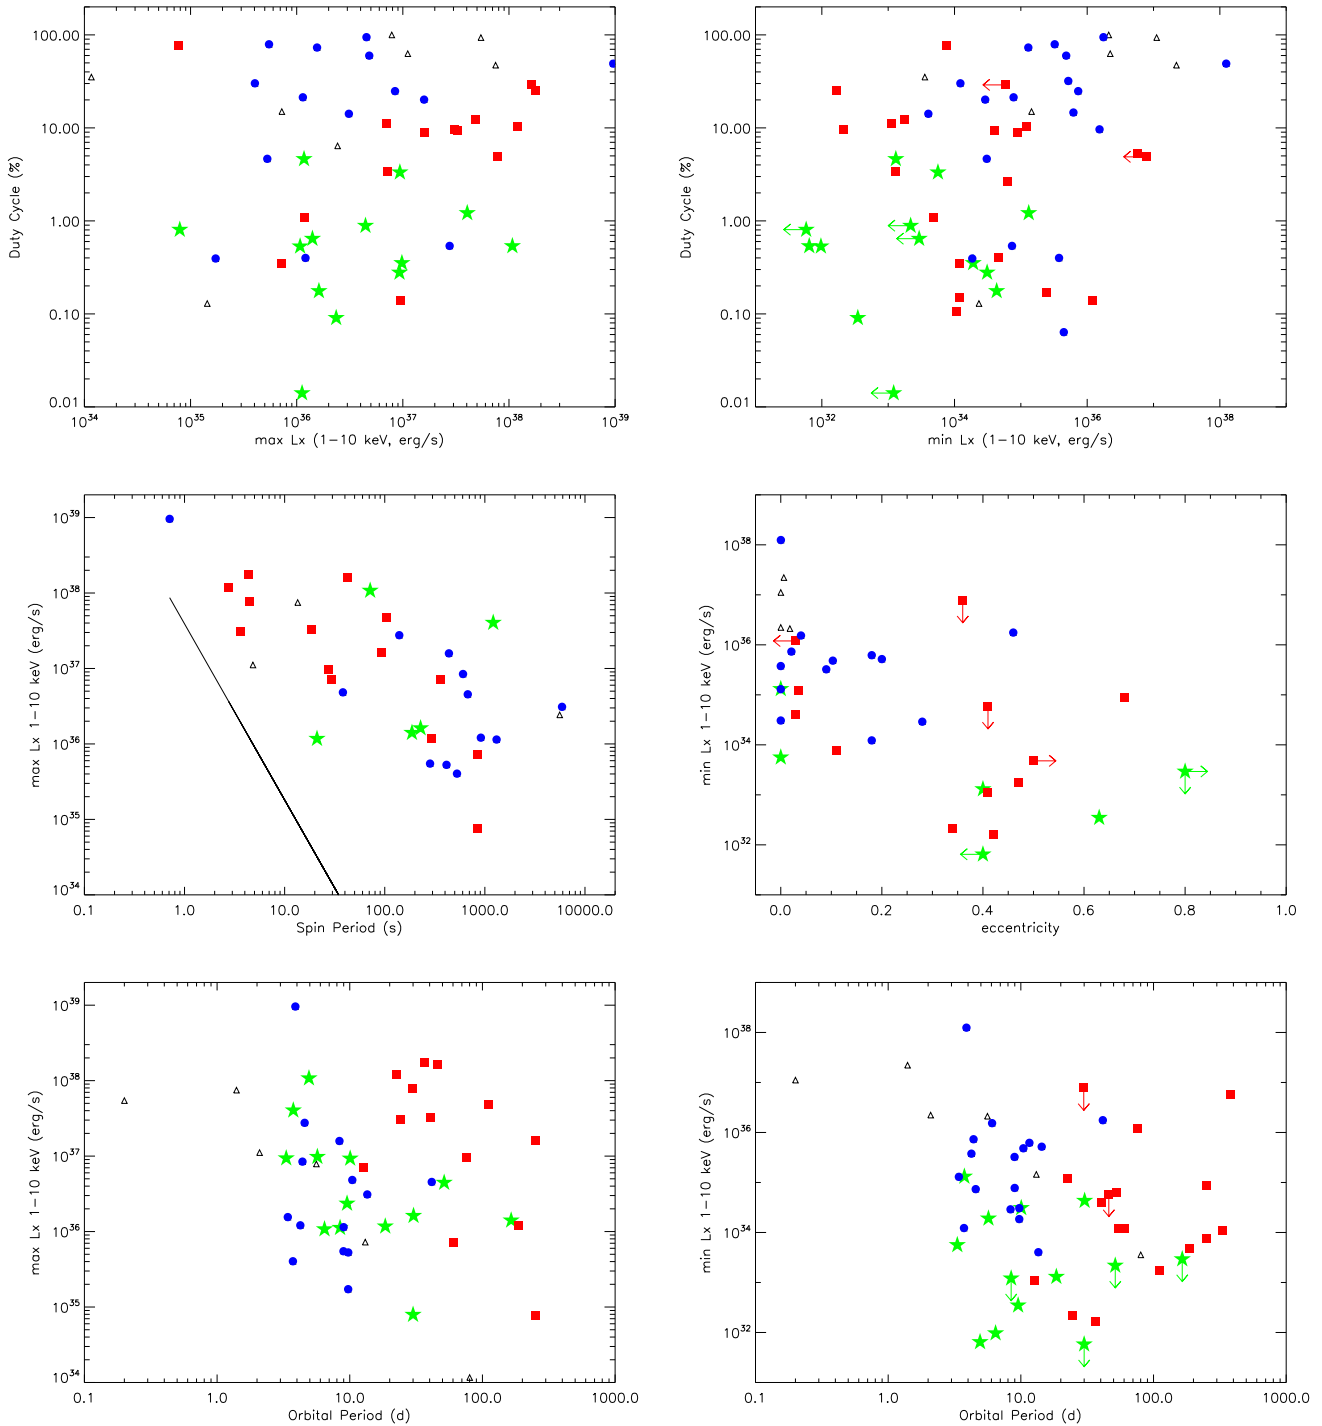 100.00
10.00
1.00
0.10
0.01
Duty Cycle (%)
10^34 10^35 10^36 10^37 10^38 10^39
max Lx (1−10 keV, erg/s)
100.00
10.00
1.00
0.10
0.01
Duty Cycle (%)
10^32 10^34 10^36 10^38
min Lx (1−10 keV, erg/s)
10^39
10^38
10^37
10^36
10^35
10^34
max Lx 1−10 keV (erg/s)
0.1 1.0 10.0 100.0 1000.0 10000.0
Spin Period (s)
10^38
10^36
10^34
10^32
min Lx 1−10 keV (erg/s)
0.0 0.2 0.4 0.6 0.8 1.0
eccentricity
10^39
10^38
10^37
10^36
10^35
10^34
max Lx 1−10 keV (erg/s)
0.1 1.0 10.0 100.0 1000.0
Orbital Period (d)
10^38
10^36
10^34
10^32
min Lx 1−10 keV (erg/s)
0.1 1.0 10.0 100.0 1000.0
Orbital Period (d)